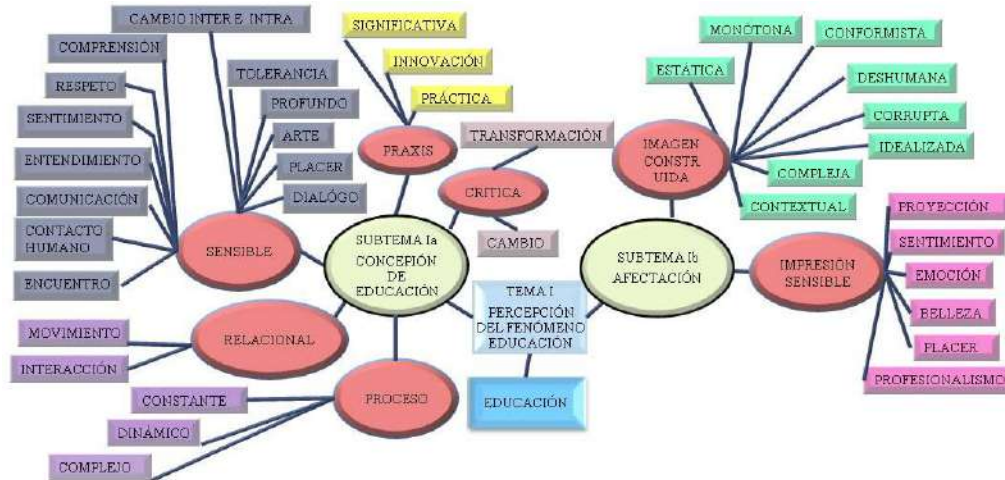 CAMBIO INTER E INTRA
COMPRENSIÓN
RESPETO
SENTIMIENTO
ENTENDIMIENTO
COMUNICACIÓN
CONTACTO
HUMANO
ENCUENTRO
TOLERANCIA
PROFUNDO
ARTE
PLACER
DIALÓGO
SENSIBLE
SIGNIFICATIVA
INNOVACIÓN
PRÁCTICA
PRAXIS
TRANSFORMACIÓN
CRITICA
CAMBIO
SUBTEMA Ia
CONCEPIÓN
DE
EDUCACIÓN
RELACIONAL
MOVIMIENTO
INTERACCIÓN
PROCESO
CONSTANTE
DINÁMICO
COMPLEJO
TEMA I
PERCEPCIÓN
DEL FENÓMENO
EDUCACIÓN
EDUCACIÓN
SUBTEMA Ib
AFECTACIÓN
IMAGEN
CONSTR
UIDA
ESTÁTICA
MONÓTONA
CONFORMISTA
DESHUMANA
CORRUPTA
IDEALIZADA
COMPLEJA
CONTEXTUAL
IMPRESIÓN
SENSIBLE
PROYECCIÓN
SENTIMIENTO
EMOCIÓN
BELLEZA
PLACER
PROFESIONALISMO